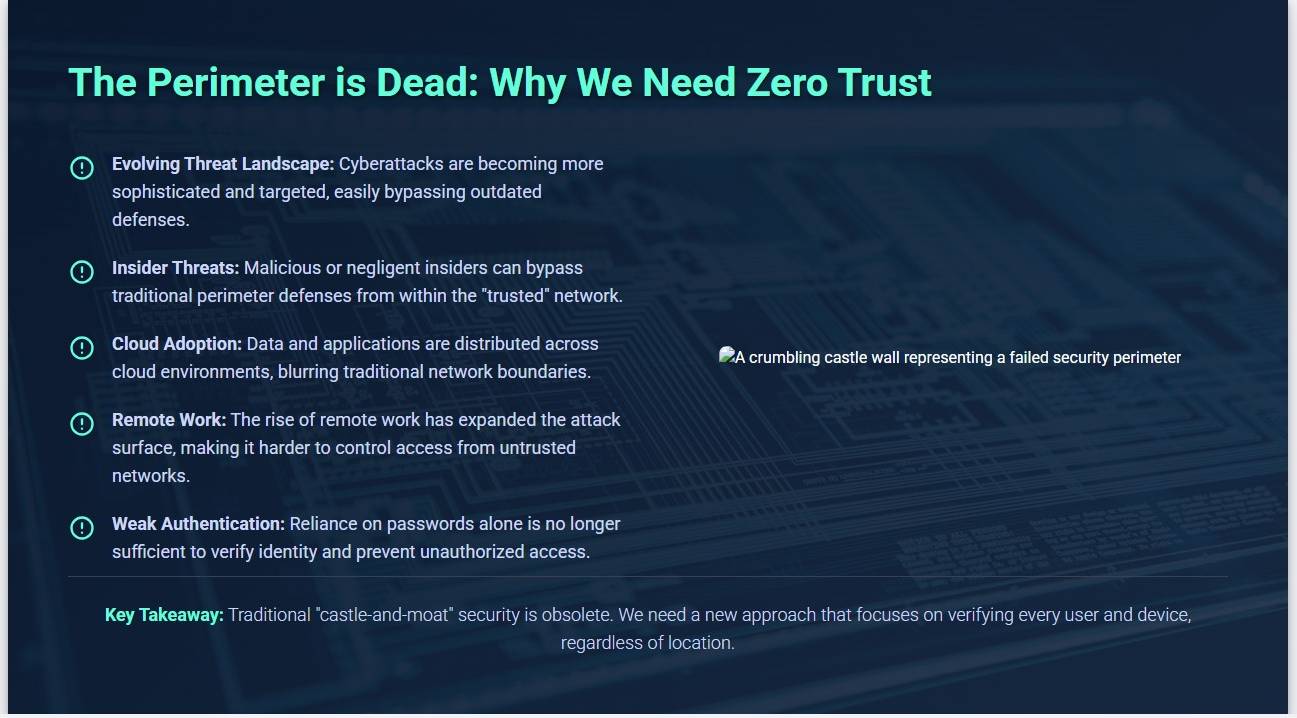 The Perimeter is Dead: Why We Need Zero Trust
Evolving Threat Landscape: Cyberattacks are becoming more
sophisticated and targeted, easily bypassing outdated
defenses.
Insider Threats: Malicious or negligent insiders can bypass
traditional perimeter defenses from within the "trusted" network.
Cloud Adoption: Data and applications are distributed across
cloud environments, blurring traditional network boundaries.
Remote Work: The rise of remote work has expanded the attack
surface, making it harder to control access from untrusted
networks.
Weak Authentication: Reliance on passwords alone is no longer
sufficient to verify identity and prevent unauthorized access.
A crumbling castle wall representing a failed security perimeter
Key Takeaway: Traditional "castle-and-moat" security is obsolete. We need a new approach that focuses on verifying every user and device,
regardless of location.